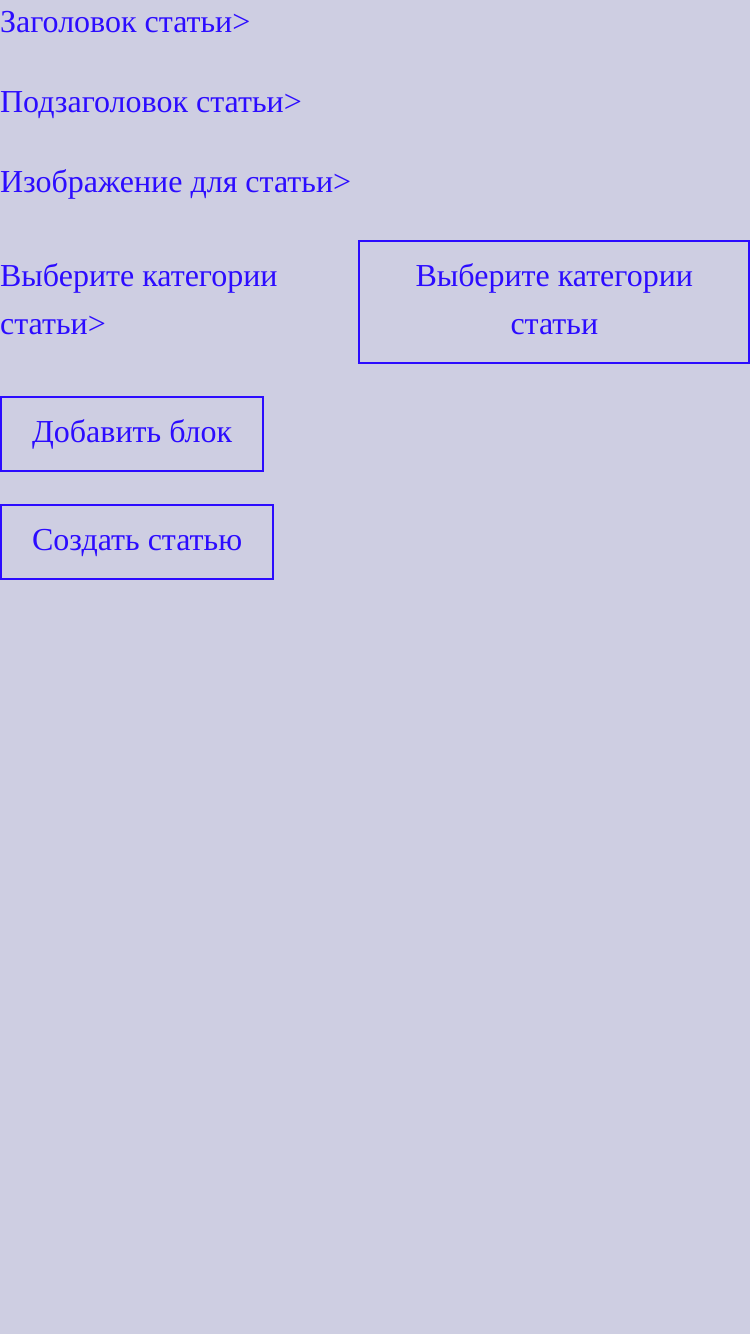 Заголовок статьи>
Подзаголовок статьи>
Изображение для статьи>
Выберите категории
статьи>
Выберите категории
статьи
Добавить блок
Создать статью